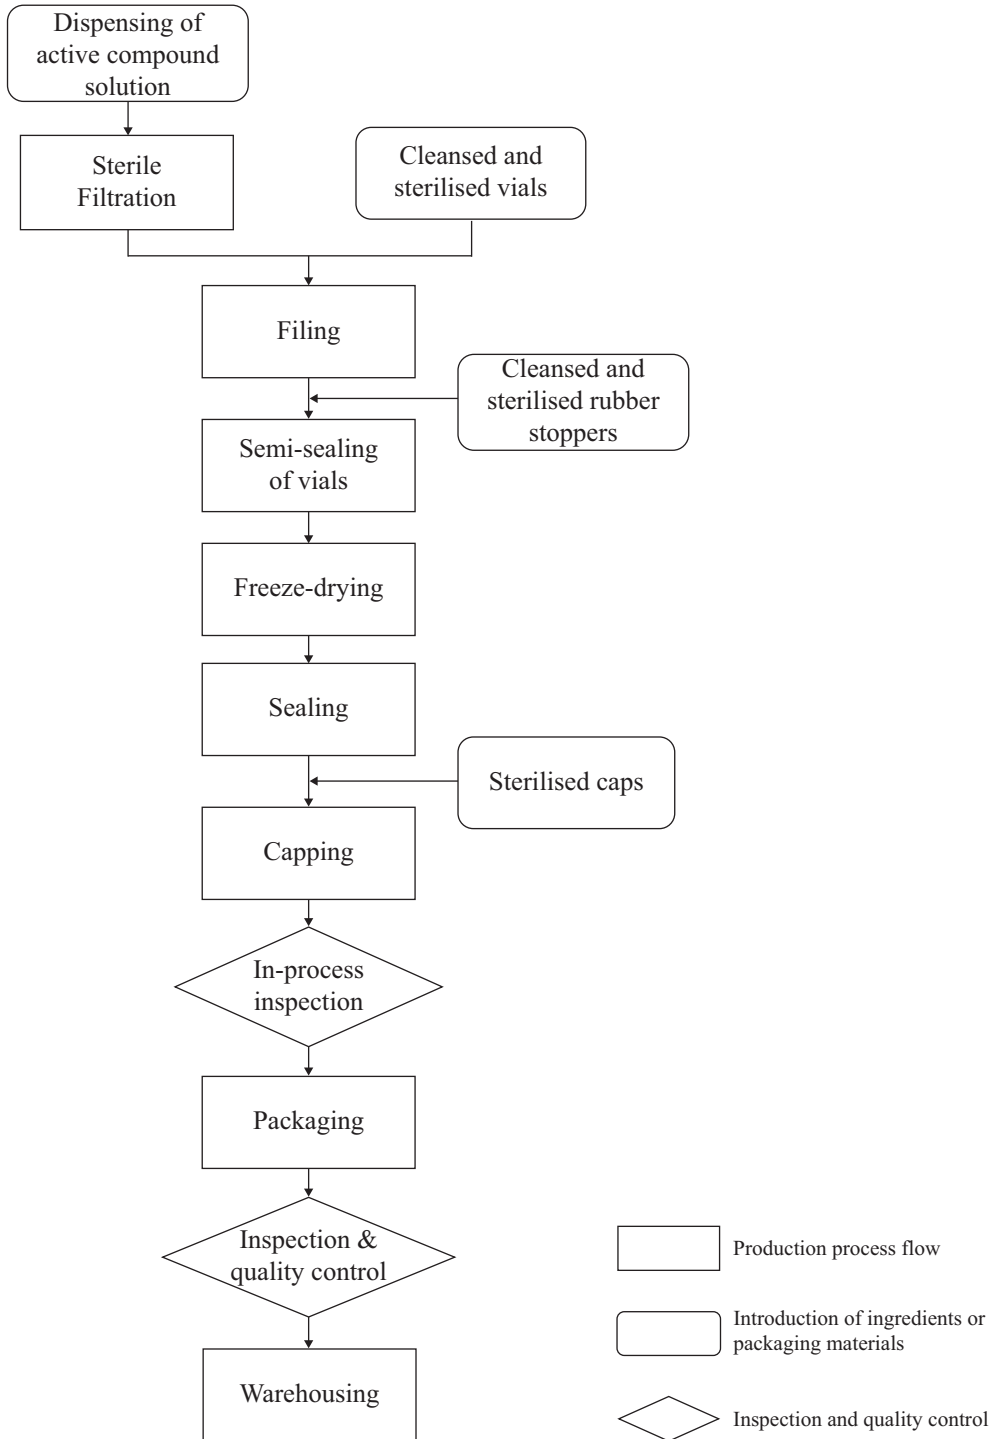 Dispensing of
active compound
solution
Sterile
Filtration
Cleansed and
sterilised vials
Filing
Cleansed and
sterilised rubber
stoppers
Semi-sealing
of vials
Freeze-drying
Sealing
Sterilised caps
Capping
In-process
inspection
Packaging
Inspection &
quality control
Warehousing
Production process flow
Introduction of ingredients or
packaging materials
Inspection and quality control